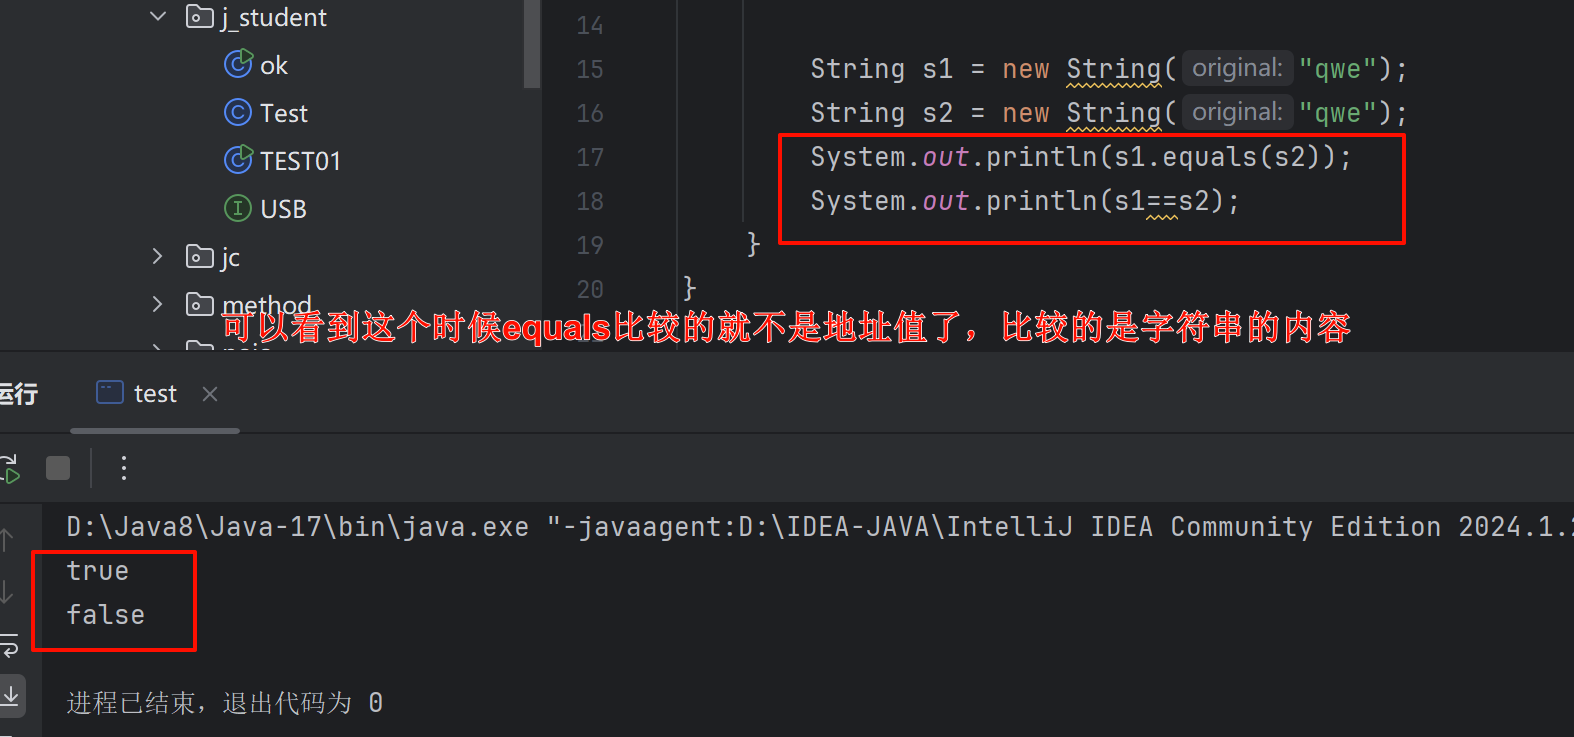 j_student
ok
Test
TEST01
USB
jc
method
14
15 String s1 = new String( original: "qwe");
16 String s2 = new String( original: "qwe");
17 System.out.println(s1.equals(s2));
18 System.out.println(s1==s2);
19 }
20 }
可以看到这个时候equals比较的就不是地址值了，比较的是字符串的内容
运行 test
D:\Java8\Java-17\bin\java.exe "-javaagent:D:\IDEA-JAVA\IntelliJ IDEA Community Edition 2024.1.
true
false
进程已结束，退出代码为 0